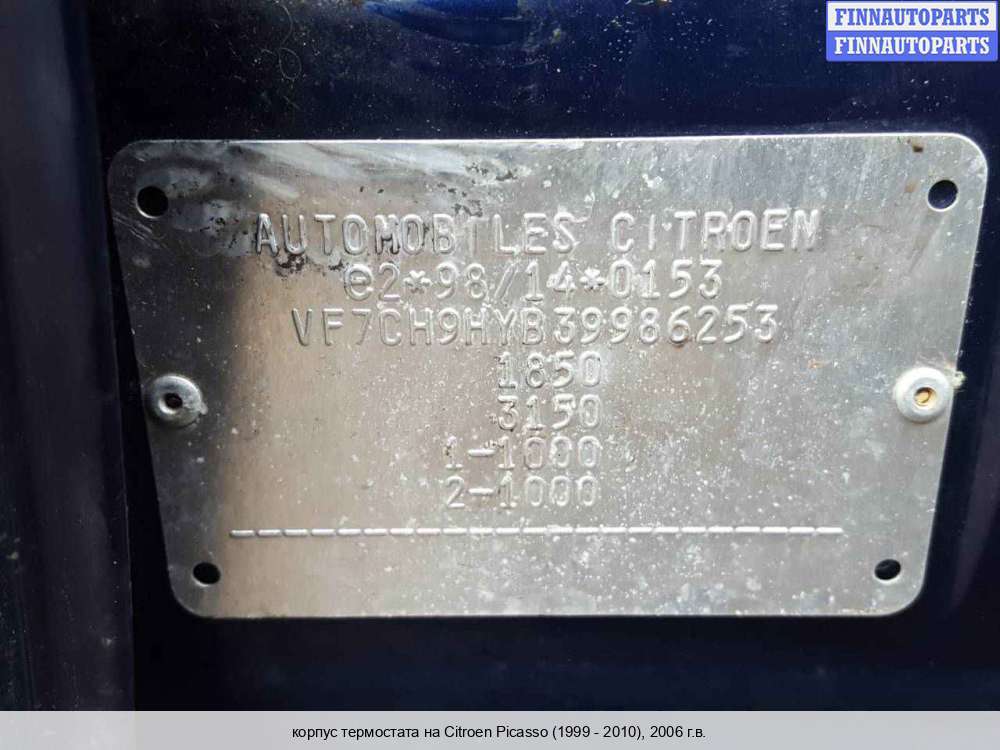 FINNAUTOPARTS
FINNAUTOPARTS
AUTOMOBILES CITROEN
e2*98/14*0153
VF7CH9HYB39986253
1850
3150
1-1080
2-1000
корпус термостата на Citroen Picasso (1999 - 2010), 2006 г.в.